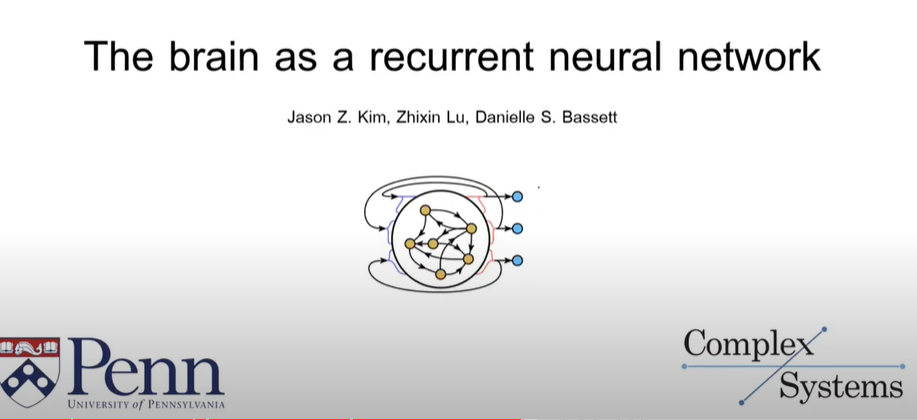 The brain as a recurrent neural network
Jason Z. Kim, Zhixin Lu, Danielle S. Bassett
Penn
UNIVERSITY of PENNSYLVANIA
Complex
Systems